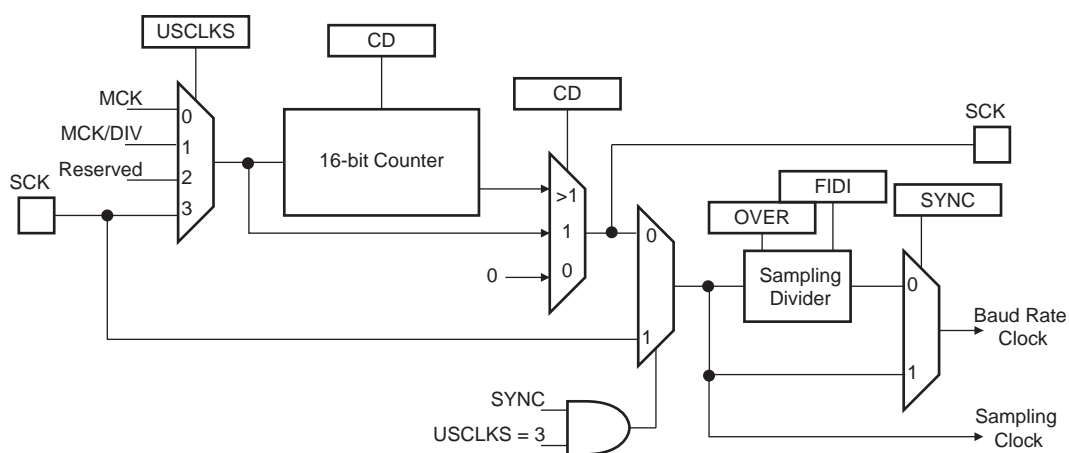 USCLKS
CD
CD
MCK
MCK/DIV
Reserved
SCK
0
1
2
3
16-bit Counter
>1
1
0
0
SCK
0
1
FIDI
OVER
SYNC
Sampling
Divider
0
1
Baud Rate
Clock
SYNC
USCLKS = 3
Sampling
Clock